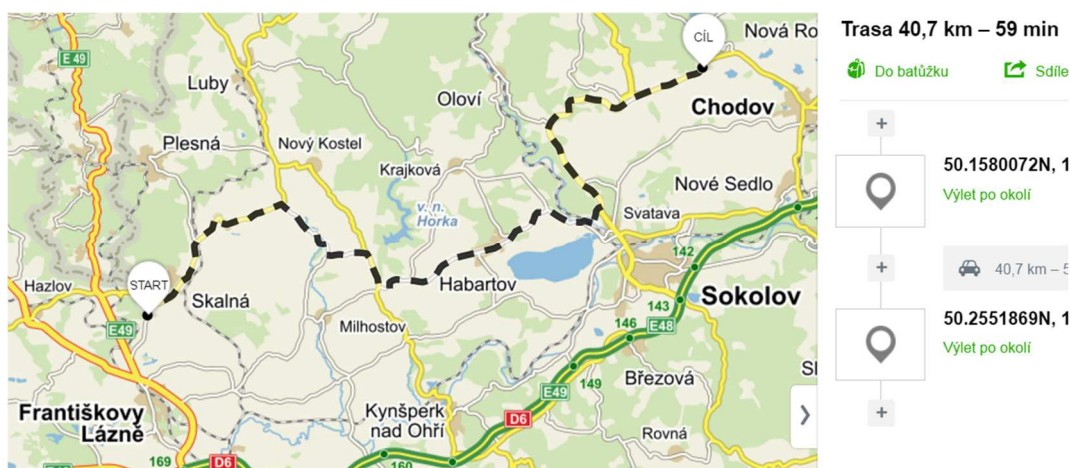 E 49
Luby
Plesná
Nový Kostel
Krajková
v. n.
Horka
Oloví
CÍL
Nová Ro
Chodov
Nové Sedlo
Svatava
142
START
Hazlov
Skalná
E49
Habartov
Milhostov
Sokolov
143
146
E48
149
E49
Březová
D6
Františkovy
Lázně
Kynšperk
nad Ohří
Rovná
169
D6
160
Trasa 40,7 km – 59 min
Do batůžku
Sdíle
+
50.1580072N, 1
Výlet po okolí
+
40,7 km – 5
50.2551869N, 1
Výlet po okolí
+